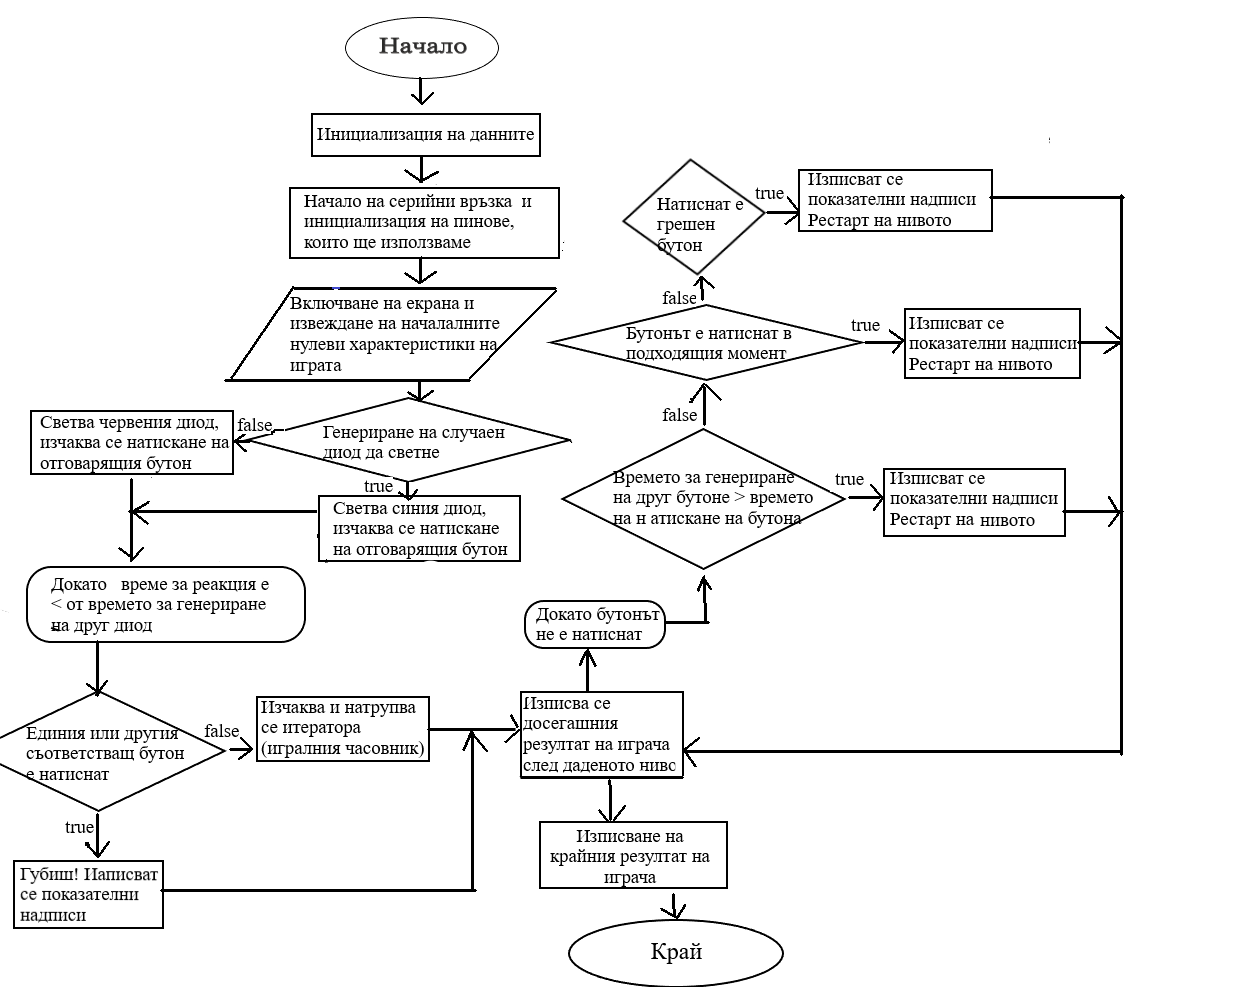 Начало
Инициализация на данните
Начало на серийни връзка и
инициализация на пинове,
които ще използваме
Включване на екрана и
извеждане на началалните
нулеви характеристики на
играта
Генериране на случаен
диод да светне
false
Светва червения диод,
изчаква се натискане на
отговарящия бутон
true
Светва синия диод,
изчаква се натискане
на отговарящия бутон
Докато време за реакция е
< от времето за генериране
на друг диод
Единия или другия
съответстващ бутон
е натиснат
false
Изчаква и натрупва
се итератора
(игралния часовник)
true
Губиш! Написват
се показателни
надписи
Изписва се
досегашния
резултат на играча
след даденото ниво
Изписване на
крайния резултат на
играча
Край
Докато бутонът
не е натиснат
Времето за генериране
на друг бутоне > времето
на н атискане на бутона
true
Изписват се
показателни надписи
Рестарт на нивото
false
Бутонът е натиснат в
подходящия момент
true
Изписват се
показателни надписи
Рестарт на нивото
false
Натиснат е
грешен
бутон
true
Изписват се
показателни надписи
Рестарт на нивото